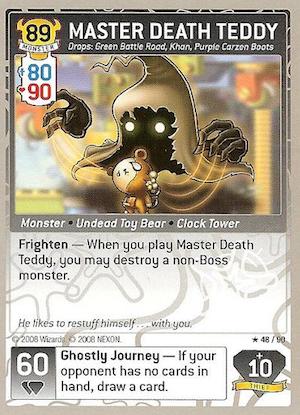 89
MONSTER
MASTER DEATH TEDDY
Drops: Green Battle Road, Khan, Purple Carzen Boots
80
90
Monster • Undead Toy Bear • Clock Tower
Frighten — When you play Master Death
Teddy, you may destroy a non-Boss
monster.
He likes to restuff himself . . . with you.
© 2008 Wizards. © 2008 NEXON.
★ 48 / 90
60
Ghostly Journey — If your
opponent has no cards in
hand, draw a card.
+
10
THIEF